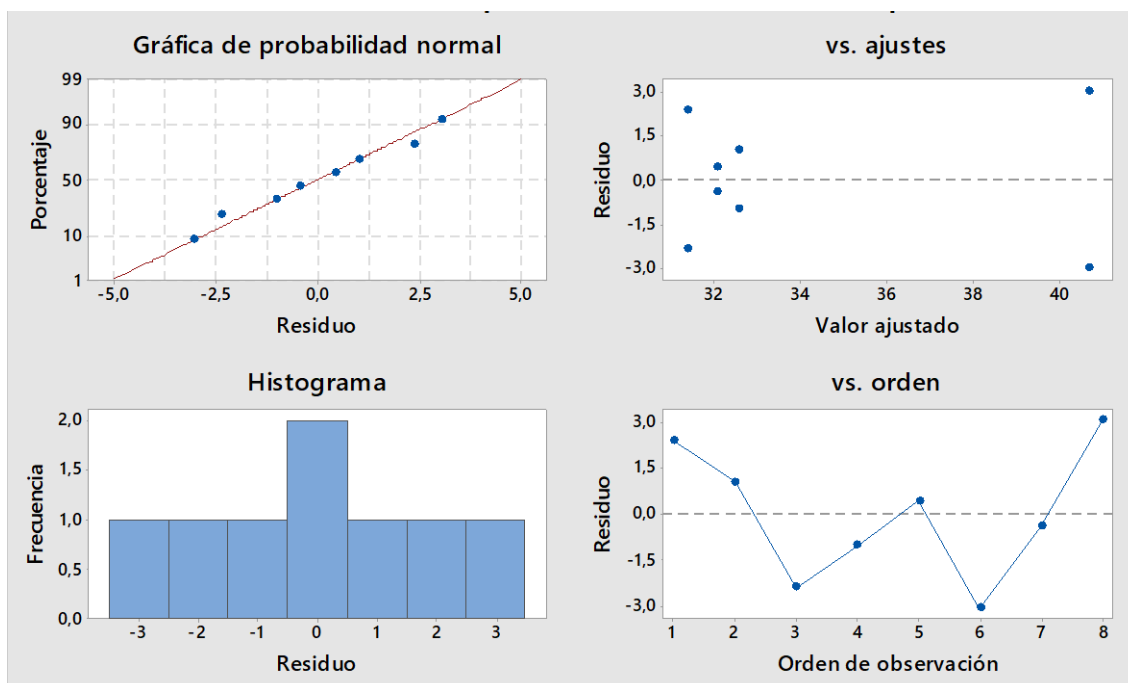 Gráfica de probabilidad normal
99
90
50
10
1
Porcentaje
-5,0 -2,5 0,0 2,5 5,0
Residuo
vs. ajustes
3,0
1,5
0,0
-1,5
-3,0
Residuo
32 34 36 38 40
Valor ajustado
Histograma
2,0
1,5
1,0
0,5
0,0
Frecuencia
-3 -2 -1 0 1 2 3
Residuo
vs. orden
3,0
1,5
0,0
-1,5
-3,0
Residuo
1 2 3 4 5 6 7 8
Orden de observación